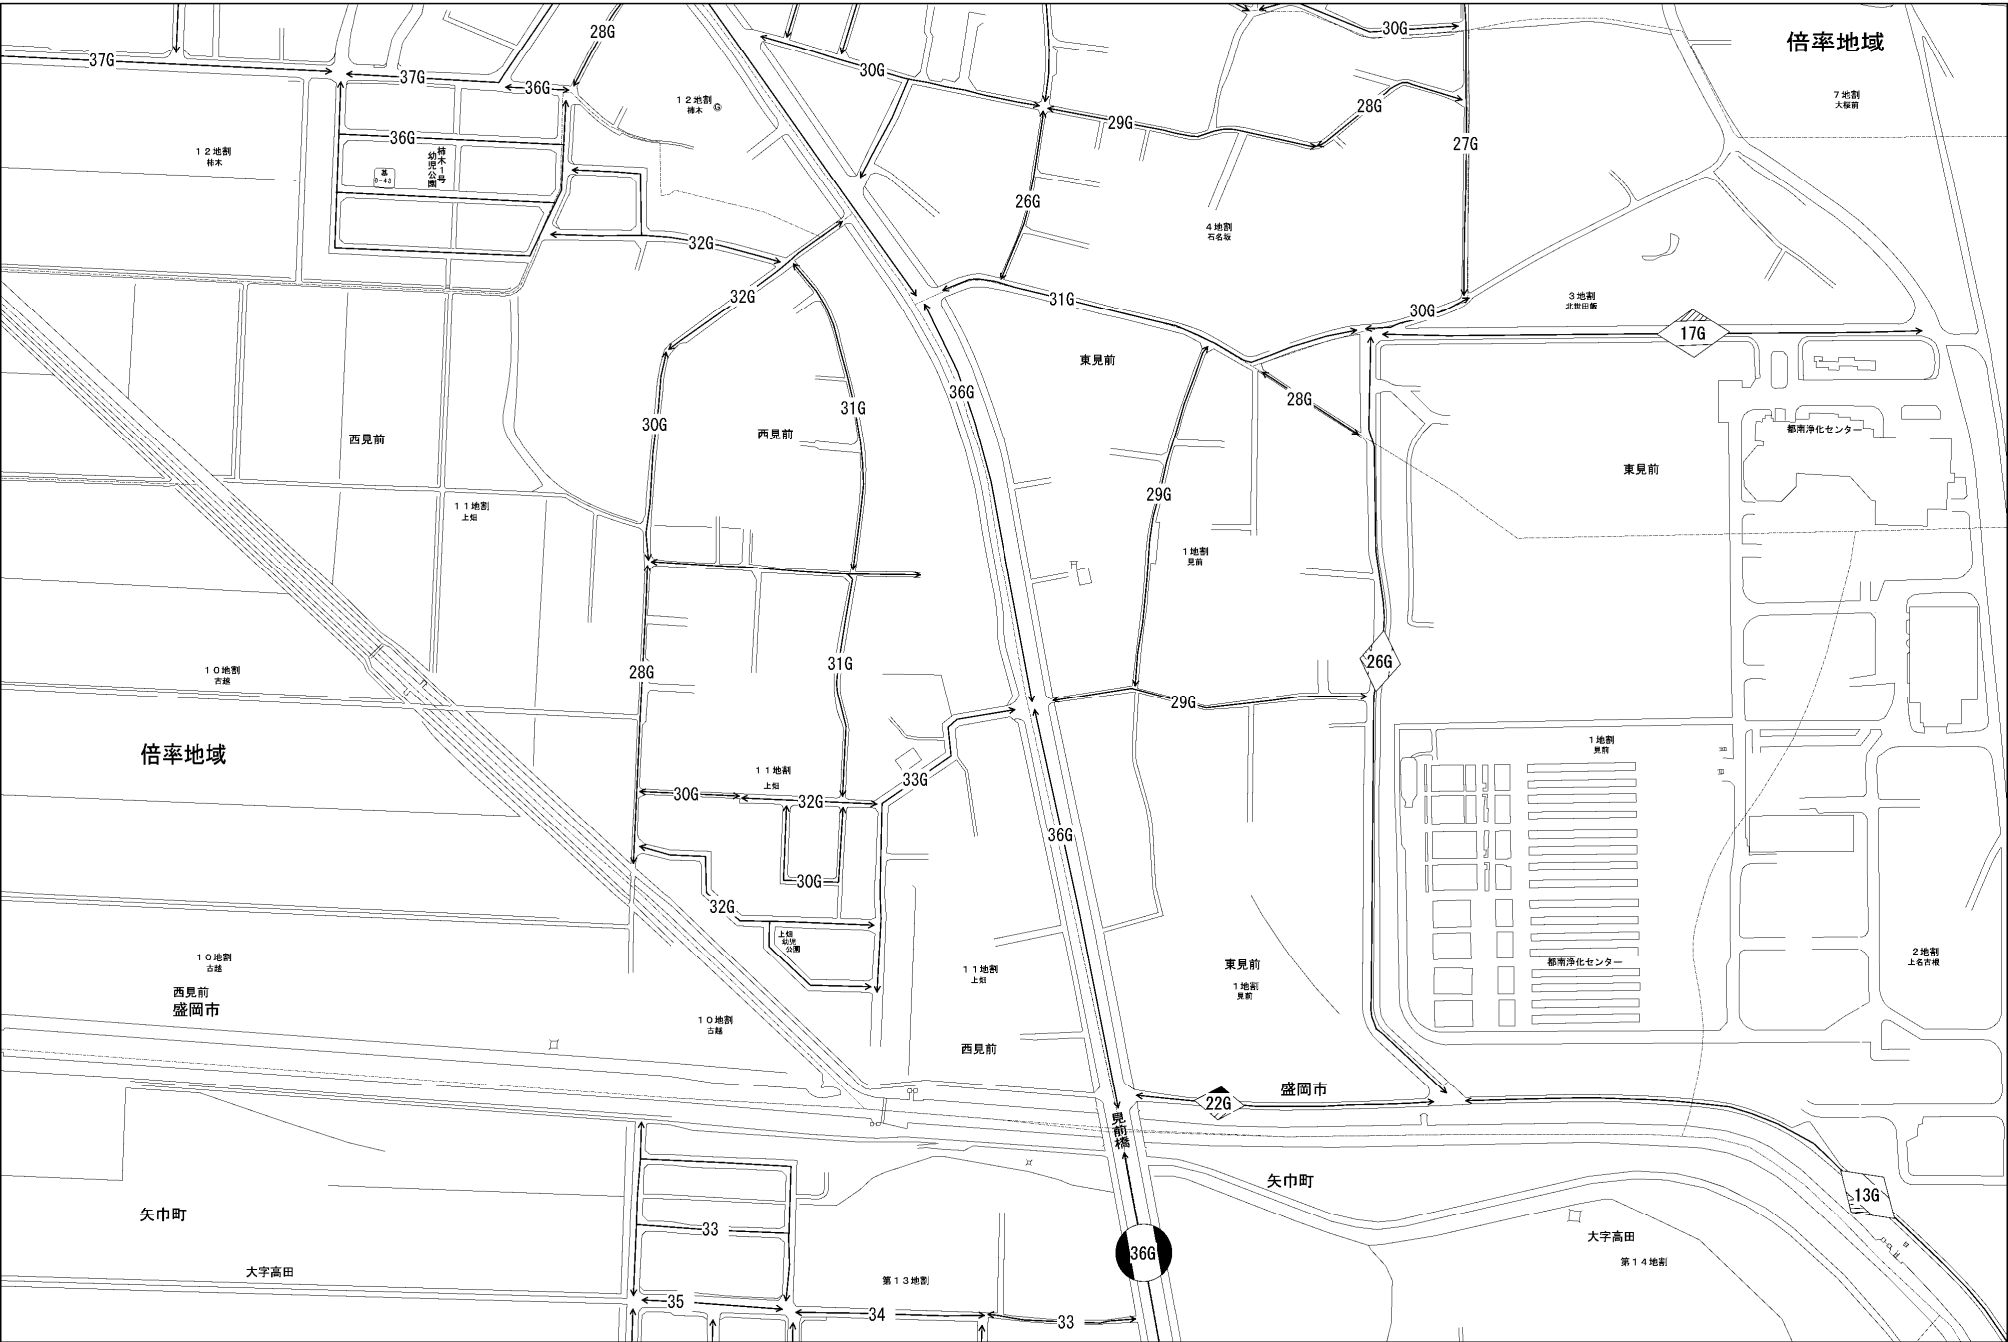 28G
30G
倍率地域
37G
30G
37G
36G
7地割
大桜前
12地割
柿木
G
28G
29G
36G
27G
12地割
柿木
柿木1号
幼児公園
26G
4地割
石名坂
32G
32G
31G
3地割
30G
17G
東見前
36G
28G
31G
30G
都南浄化センター
西見前
西見前
東見前
29G
11地割
上畑
1地割
見前
26G
31G
28G
10地割
古越
29G
倍率地域
1地割
見前
11地割
上畑
33G
30G
32G
36G
30G
32G
上畑
幼児
公園
10地割
古越
11地割
上畑
東見前
都南浄化センター
2地割
上名古根
1地割
見前
西見前
盛岡市
10地割
古越
西見前
盛岡市
22G
見前橋
矢巾町
13G
矢巾町
33
大字高田
36G
第14地割
大字高田
第13地割
35
34
33